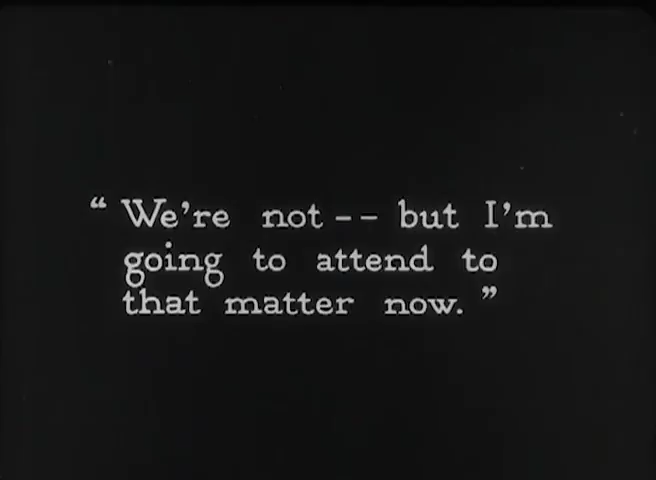 “ We're not -- but I'm
going to attend to
that matter now. ”